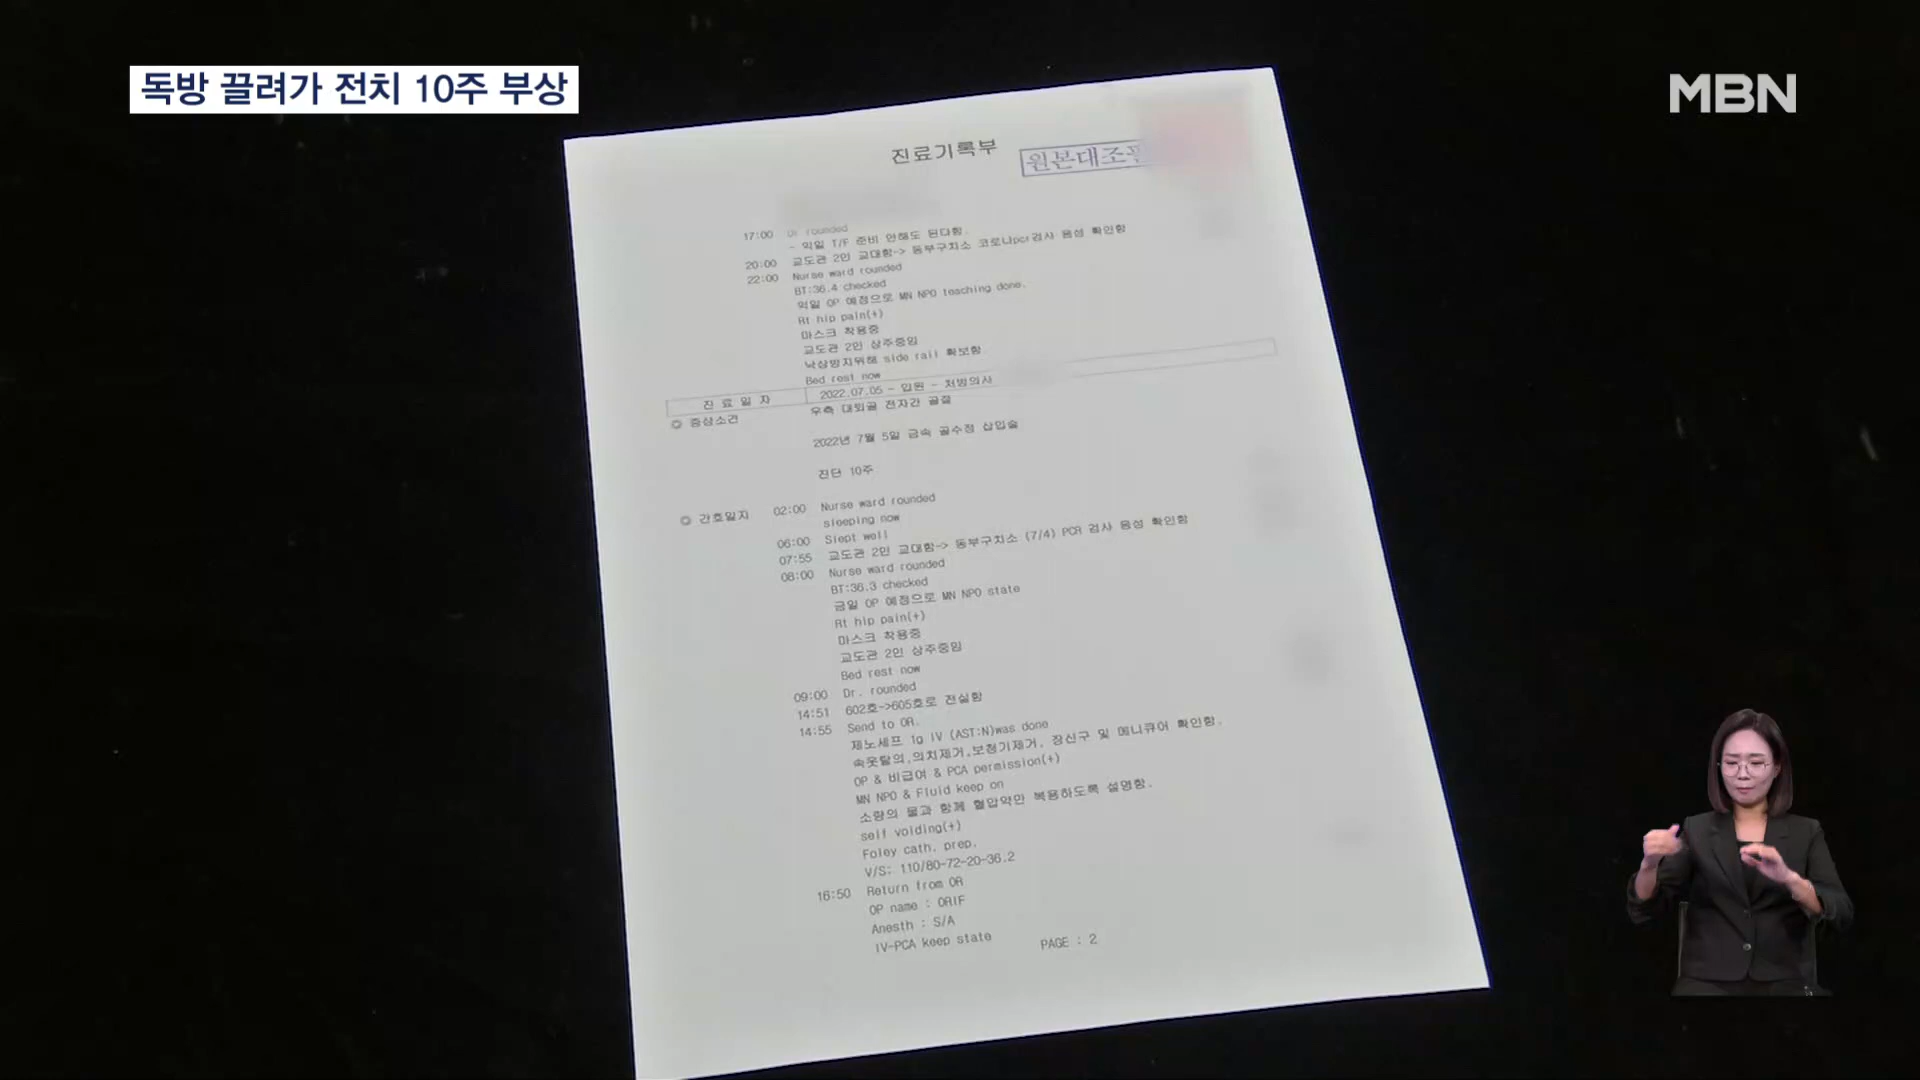 독방 끌려가 전치 10주 부상
MBN
진료기록부
원본대조필
17:00 Dr. rounded
- 익일 T/F 준비 안해도 된다함.
20:00 교도관 2인 교대함-> 동부구치소 코로나pcr검사 음성 확인함
22:00 Nurse ward rounded
BT:36.4 checked
익일 OP 예정으로 MN NPO teaching done.
Rt hip pain(+)
마스크 착용중
교도관 2인 상주중임
낙상방지위해 side rail 확보함
Bed rest now
진 료 일 자 2022.07.05 - 입원 - 처방의사
◎ 증상소견 우측 대퇴골 전자간 골절
2022년 7월 5일 금속 골수정 삽입술
진단 10주
◎ 간호일지 02:00 Nurse ward rounded
sleeping now
06:00 Slept well
07:55 교도관 2인 교대함-> 동부구치소 (7/4) PCR 검사 음성 확인함
08:00 Nurse ward rounded
BT:36.3 checked
금일 OP 예정으로 MN NPO state
Rt hip pain(+)
마스크 착용중
교도관 2인 상주중임
Bed rest now
09:00 Dr. rounded
14:51 602호->605호로 전실함
14:55 Send to OR.
제노세프 1g IV (AST:N)was done
속옷탈의,의치제거,보청기제거, 장신구 및 메니큐어 확인함.
OP & 비급여 & PCA permission(+)
MN NPO & Fluid keep on
소량의 물과 함께 혈압약만 복용하도록 설명함.
self voiding(+)
Foley cath. prep.
V/S: 110/80-72-20-36.2
16:50 Return from OR
OP name : ORIF
Anesth : S/A
IV-PCA keep state
PAGE : 2